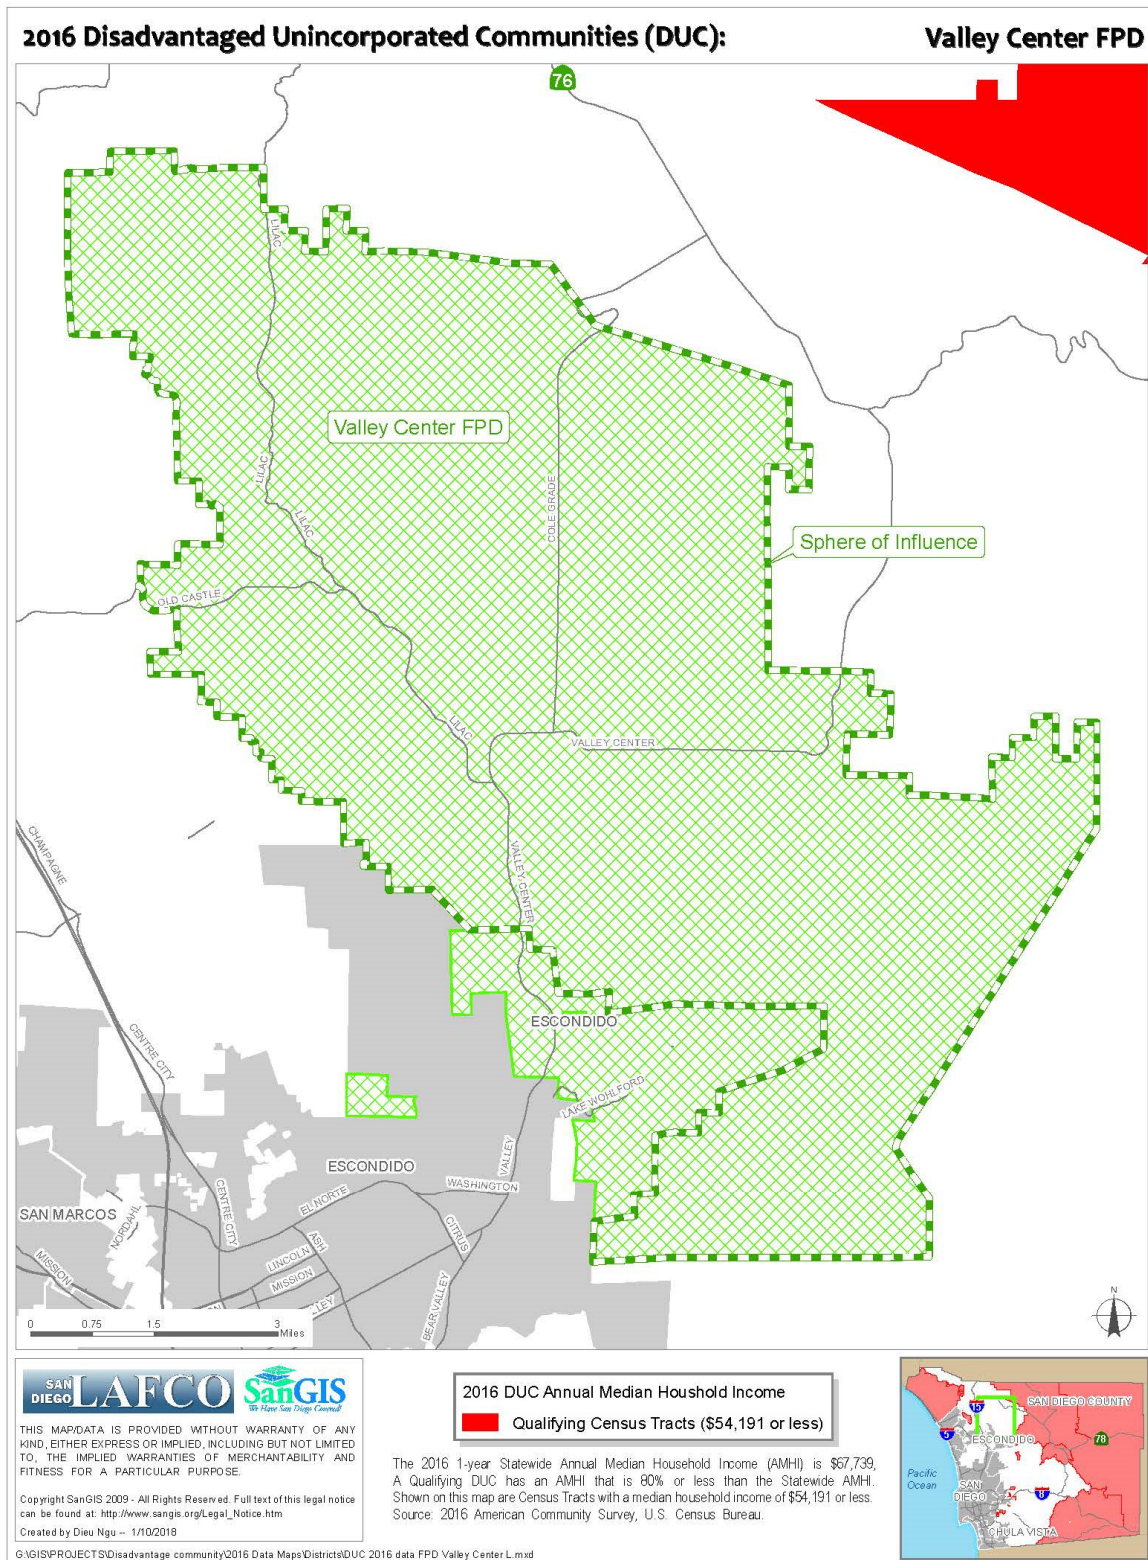 2016 Disadvantaged Unincorporated Communities (DUC): Valley Center FPD
76
LILAC
Valley Center FPD
LILAC
COLE GRADE
LILAC
Sphere of Influence
OLD CASTLE
LILAC
VALLEY CENTER
CHAMPAGNE
VALLEY CENTER
ESCONDIDO
CENTRE CITY
LAKE WOHLFORD
VALLEY
ESCONDIDO
WASHINGTON
EL NORTE
CENTRE CITY
SAN MARCOS
NORDAHL
CITRUS
ASH
LINCOLN
MISSION
MISSION
BEAR VALLEY
N
0 0.75 1.5 3
Miles
SAN DIEGO LAFCO
SanGIS
We Have San Diego Covered!
THIS MAP/DATA IS PROVIDED WITHOUT WARRANTY OF ANY
KIND, EITHER EXPRESS OR IMPLIED, INCLUDING BUT NOT LIMITED
TO, THE IMPLIED WARRANTIES OF MERCHANTABILITY AND
FITNESS FOR A PARTICULAR PURPOSE.
Copyright SanGIS 2009 - All Rights Reserved. Full text of this legal notice
can be found at: http://www.sangis.org/Legal_Notice.htm
Created by Dieu Ngu -- 1/10/2018
G:\GIS\PROJECTS\Disadvantage community\2016 Data Maps\Districts\DUC 2016 data FPD Valley Center L.mxd
2016 DUC Annual Median Houshold Income
Qualifying Census Tracts ($54,191 or less)
The 2016 1-year Statewide Annual Median Household Income (AMHI) is $67,739,
A Qualifying DUC has an AMHI that is 80% or less than the Statewide AMHI.
Shown on this map are Census Tracts with a median household income of $54,191 or less.
Source: 2016 American Community Survey, U.S. Census Bureau.
15
SAN DIEGO COUNTY
5
ESCONDIDO
78
Pacific
Ocean
SAN
DIEGO
8
CHULA VISTA